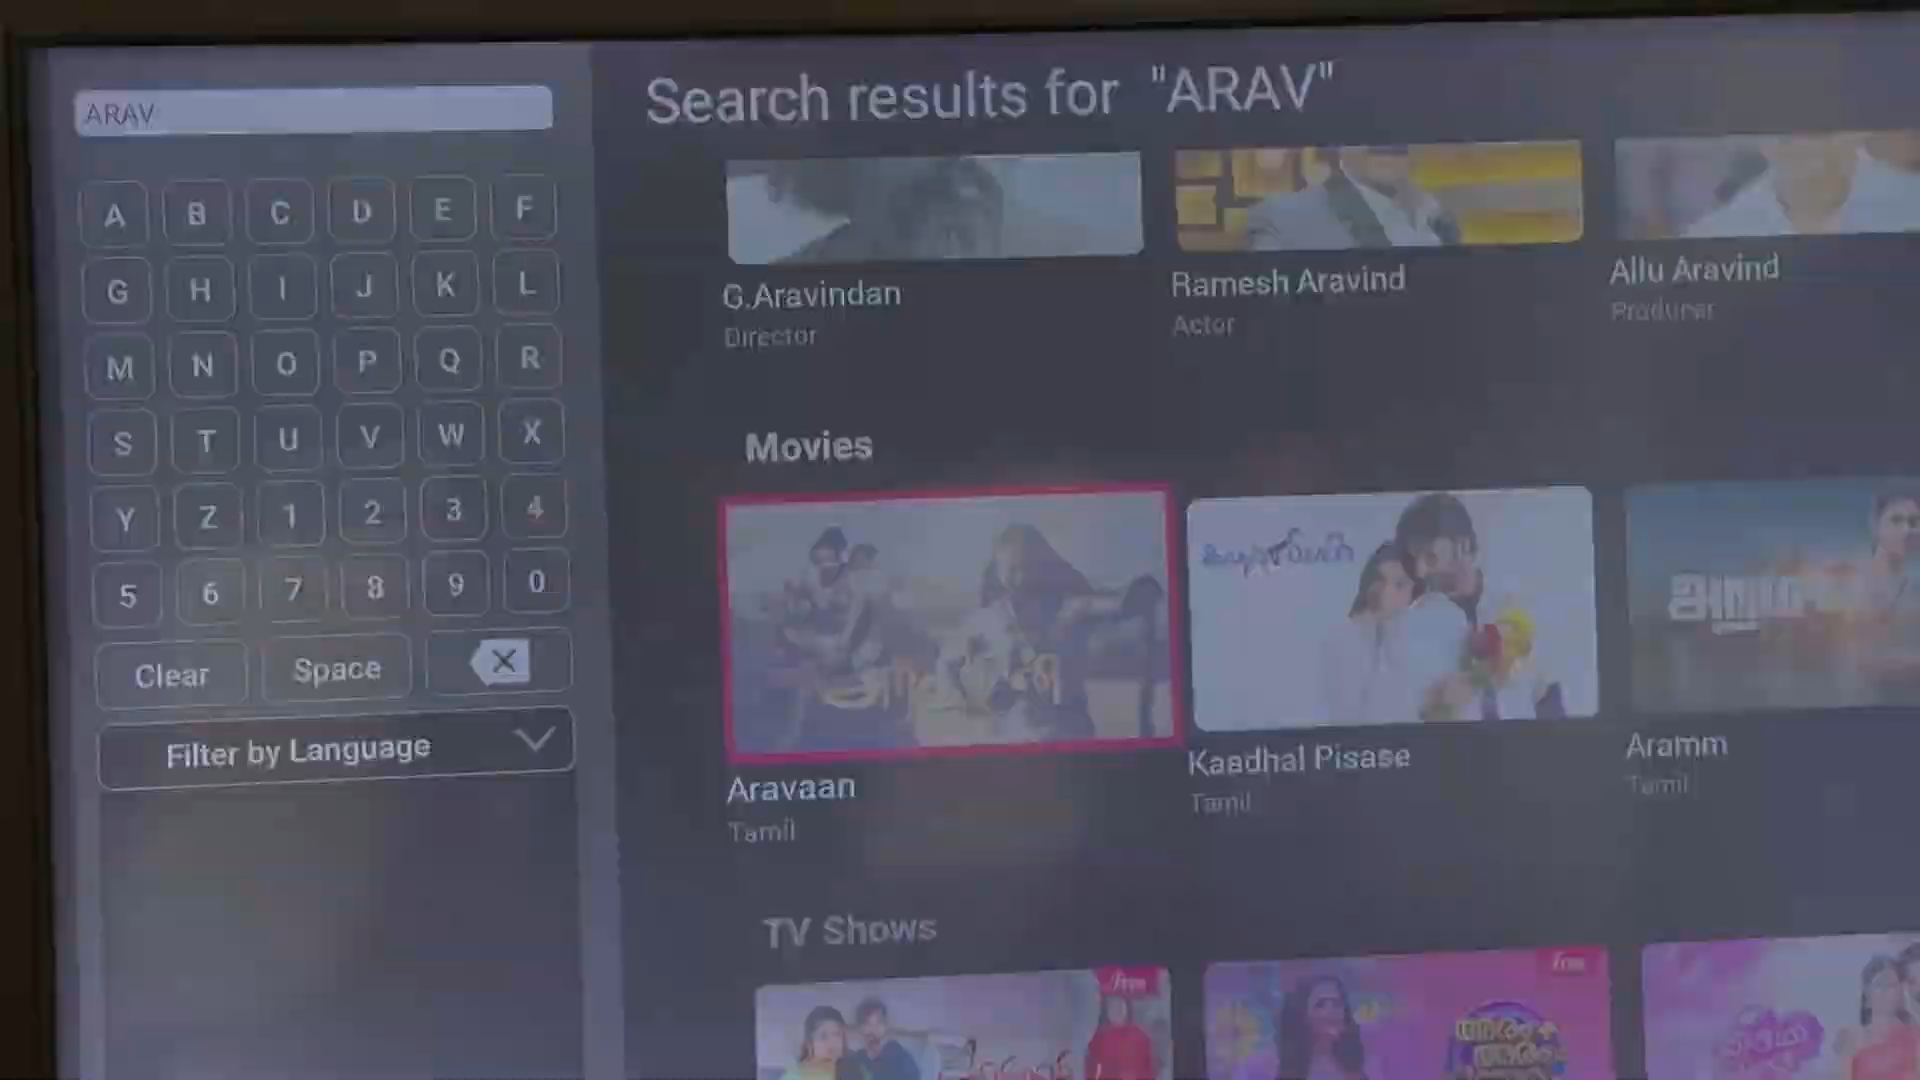 ARAV
Search results for "ARAV"
A B C D E F
G H I J K L
M N O P Q R
S T U V W X
Y Z 1 2 3 4
5 6 7 8 9 0
Clear Space
Filter by Language
G.Aravindan
Director
Ramesh Aravind
Actor
Allu Aravind
Producer
Movies
Aravaan
Tamil
Kaadhal Pisase
Tamil
Aramm
Tamil
TV Shows
Free
Free